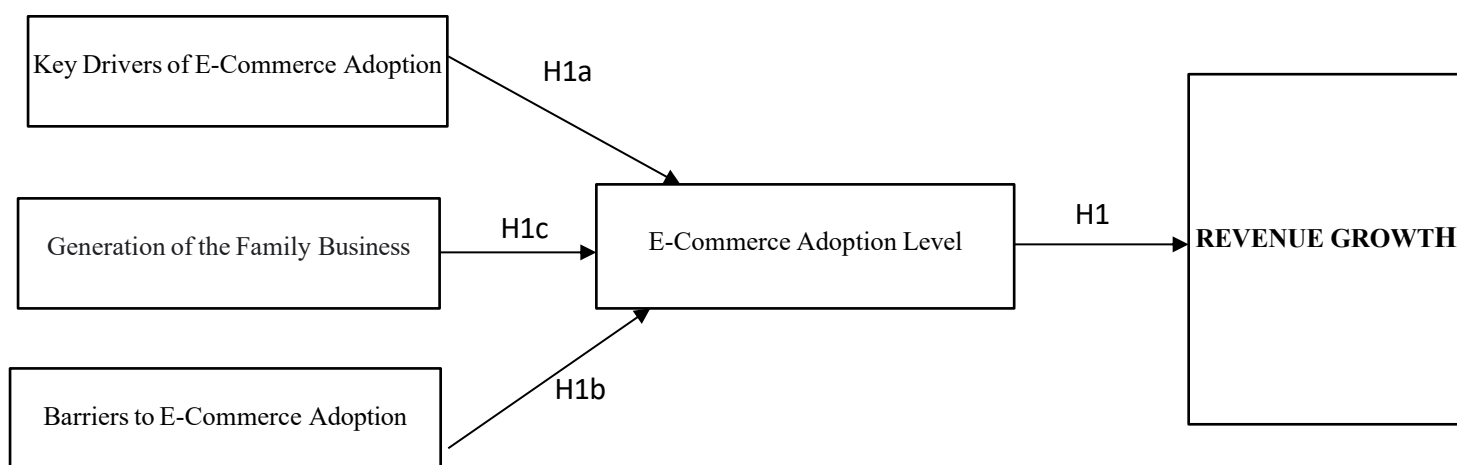 Key Drivers of E-Commerce Adoption
H1a
Generation of the Family Business
H1c
E-Commerce Adoption Level
H1
REVENUE GROWTH
Barriers to E-Commerce Adoption
H1b